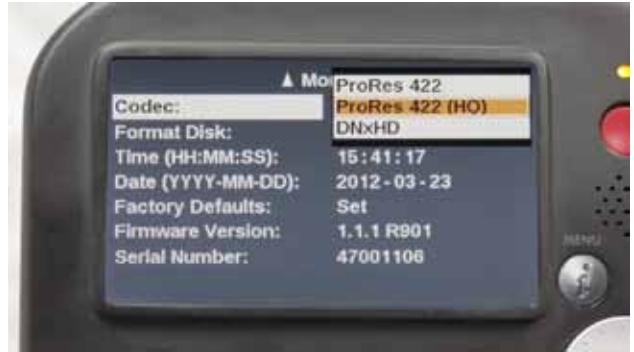 ▲ Mo
ProRes 422
Codec:
ProRes 422 (HQ)
DNxHD
Format Disk:
Time (HH:MM:SS): 15:41:17
Date (YYYY-MM-DD): 2012-03-23
Factory Defaults: Set
Firmware Version: 1.1.1 R901
Serial Number: 47001106
MENU